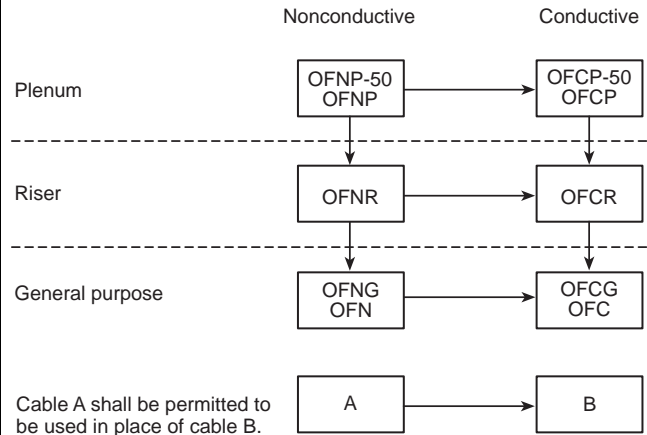 Nonconductive Conductive
Plenum
OFNP-50
OFNP
OFCP-50
OFCP
Riser
OFNR
OFCR
General purpose
OFNG
OFN
OFCG
OFC
Cable A shall be permitted to
be used in place of cable B.
A
B